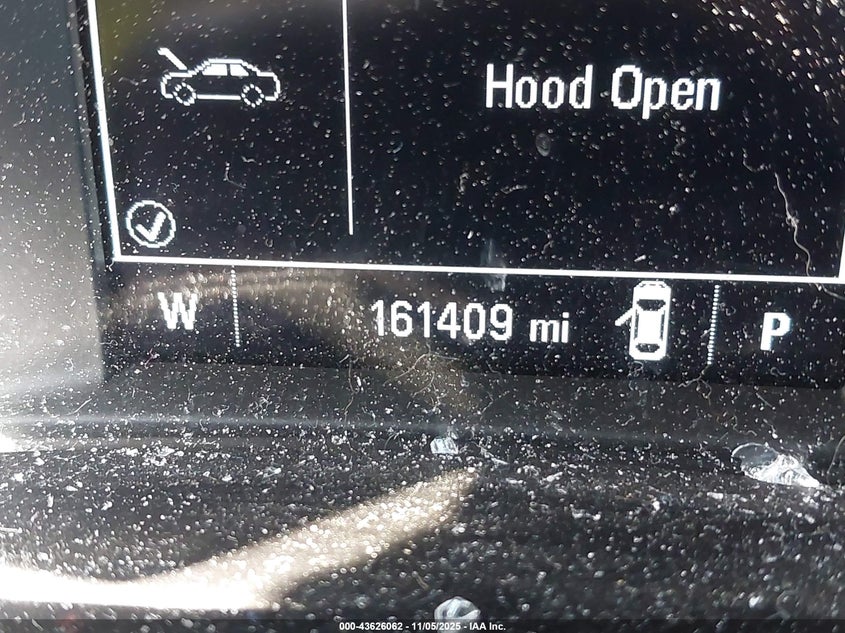 Hood Open
W 161409 mi P
000-43626062 - 11/05/2025 - IAA Inc.